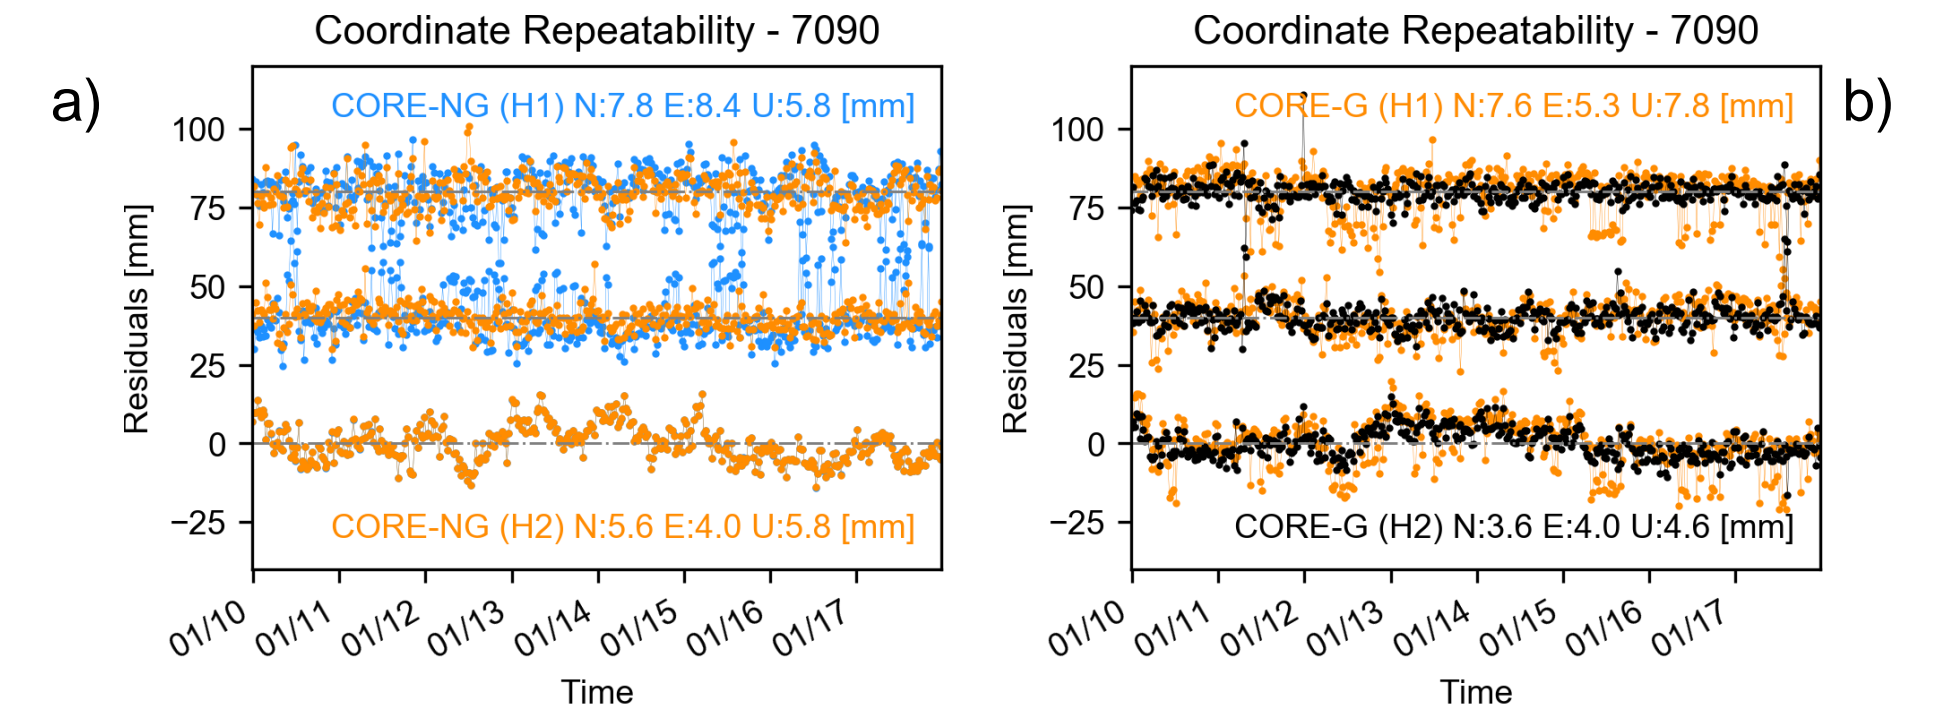 Coordinate Repeatability - 7090
a)
CORE-NG (H1) N:7.8 E:8.4 U:5.8 [mm]
100
75
50
25
0
−25
Residuals [mm]
CORE-NG (H2) N:5.6 E:4.0 U:5.8 [mm]
01/10
01/11
01/12
01/13
01/14
01/15
01/16
01/17
Time
Coordinate Repeatability - 7090
b)
CORE-G (H1) N:7.6 E:5.3 U:7.8 [mm]
100
75
50
25
0
−25
Residuals [mm]
CORE-G (H2) N:3.6 E:4.0 U:4.6 [mm]
01/10
01/11
01/12
01/13
01/14
01/15
01/16
01/17
Time